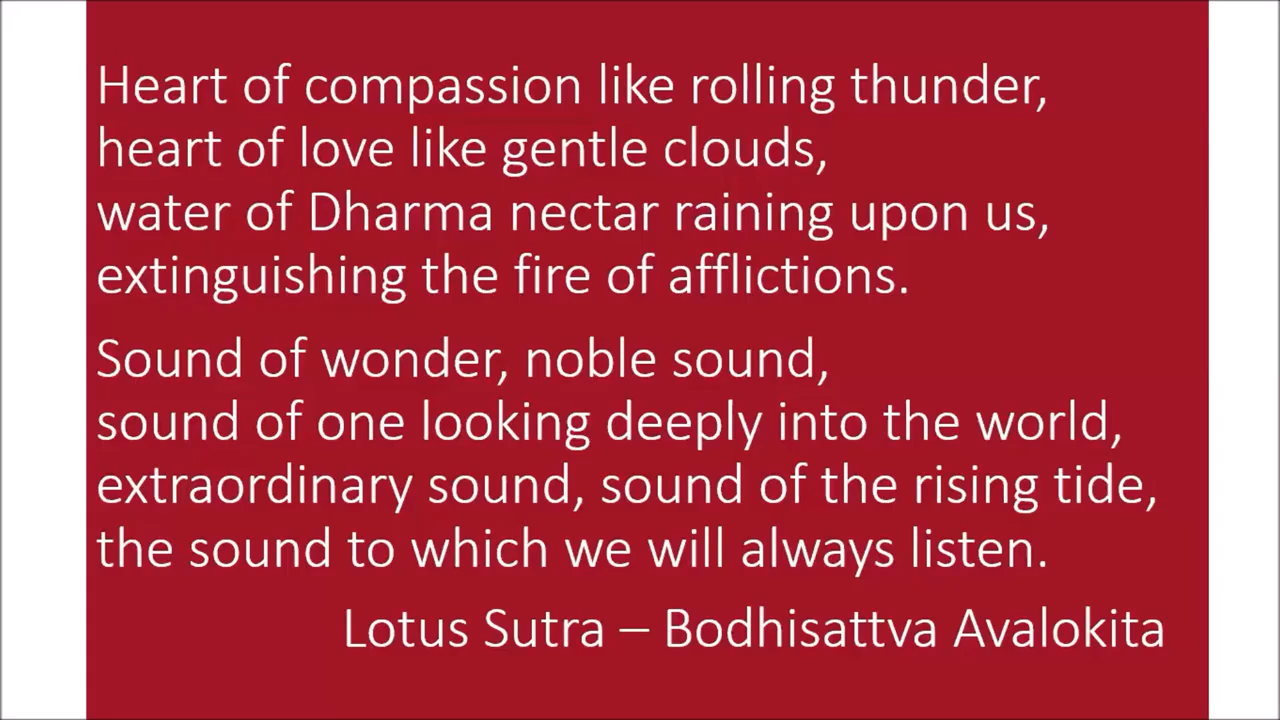 Heart of compassion like rolling thunder,
heart of love like gentle clouds,
water of Dharma nectar raining upon us,
extinguishing the fire of afflictions.
Sound of wonder, noble sound,
sound of one looking deeply into the world,
extraordinary sound, sound of the rising tide,
the sound to which we will always listen.
Lotus Sutra – Bodhisattva Avalokita